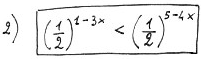 2) (1/2)^{1-3x} < (1/2)^{5-4x}